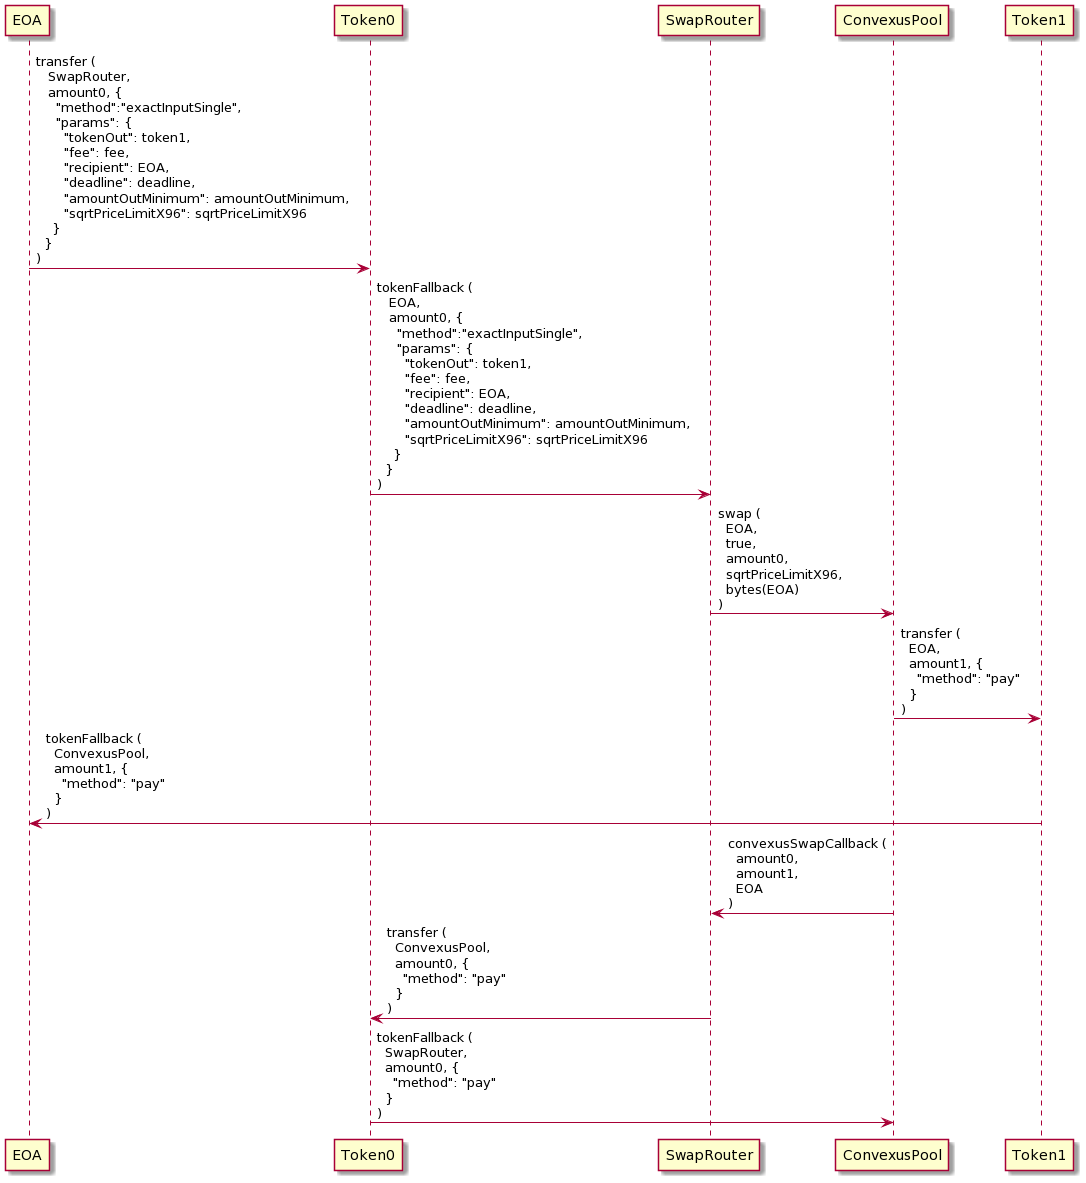 EOA
Token0
SwapRouter
ConvexusPool
Token1
transfer (
SwapRouter,
amount0, {
"method":"exactInputSingle",
"params": {
"tokenOut": token1,
"fee": fee,
"recipient": EOA,
"deadline": deadline,
"amountOutMinimum": amountOutMinimum,
"sqrtPriceLimitX96": sqrtPriceLimitX96
}
}
)
tokenFallback (
EOA,
amount0, {
"method":"exactInputSingle",
"params": {
"tokenOut": token1,
"fee": fee,
"recipient": EOA,
"deadline": deadline,
"amountOutMinimum": amountOutMinimum,
"sqrtPriceLimitX96": sqrtPriceLimitX96
}
}
)
swap (
EOA,
true,
amount0,
sqrtPriceLimitX96,
bytes(EOA)
)
transfer (
EOA,
amount1, {
"method": "pay"
}
)
tokenFallback (
ConvexusPool,
amount1, {
"method": "pay"
}
)
convexusSwapCallback (
amount0,
amount1,
EOA
)
transfer (
ConvexusPool,
amount0, {
"method": "pay"
}
)
tokenFallback (
SwapRouter,
amount0, {
"method": "pay"
}
)
EOA
Token0
SwapRouter
ConvexusPool
Token1